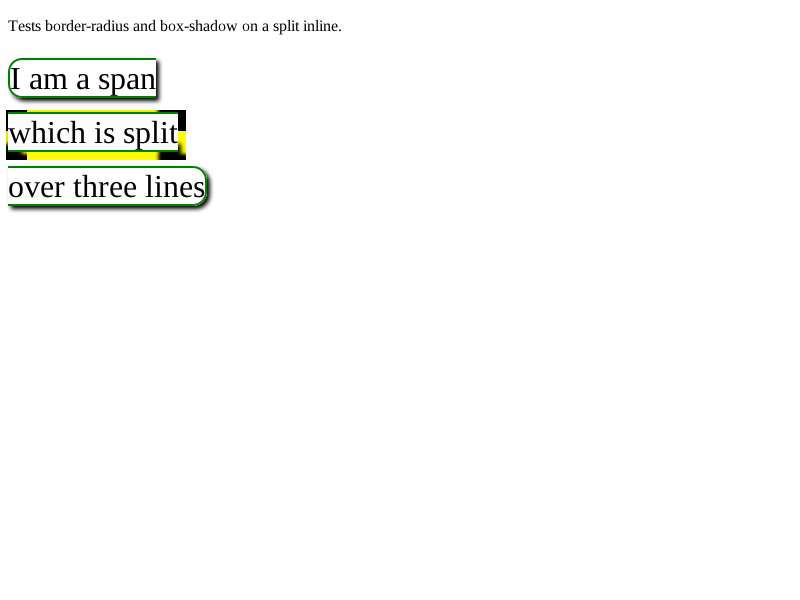 Tests border-radius and box-shadow on a split inline.
I am a span
which is split
over three lines